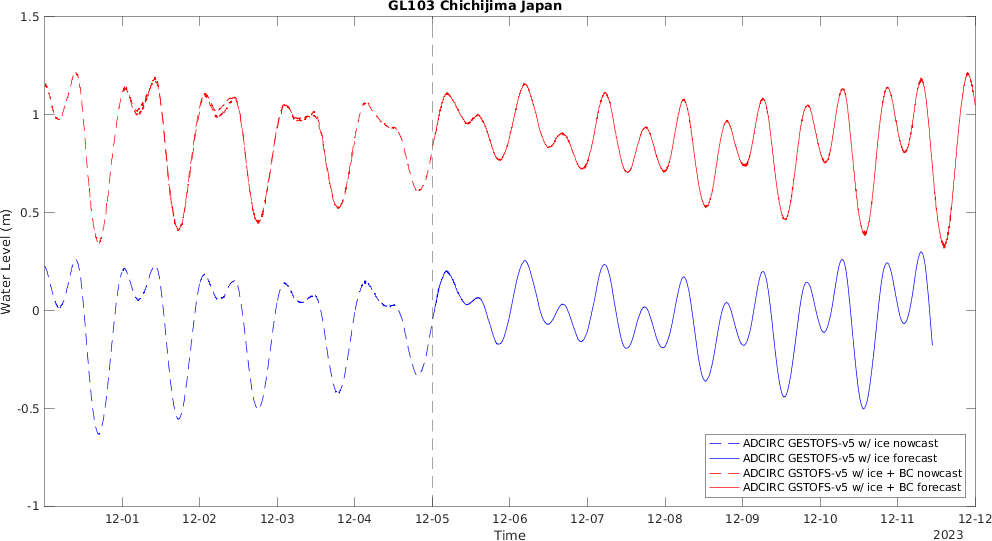 GL103 Chichijima Japan
1.5
1
0.5
0
-0.5
-1
Water Level (m)
ADCIRC GESTOFS-v5 w/ ice nowcast
ADCIRC GESTOFS-v5 w/ ice forecast
ADCIRC GSTOFS-v5 w/ ice + BC nowcast
ADCIRC GSTOFS-v5 w/ ice + BC forecast
12-01 12-02 12-03 12-04 12-05 12-06 12-07 12-08 12-09 12-10 12-11 12-12
Time
2023